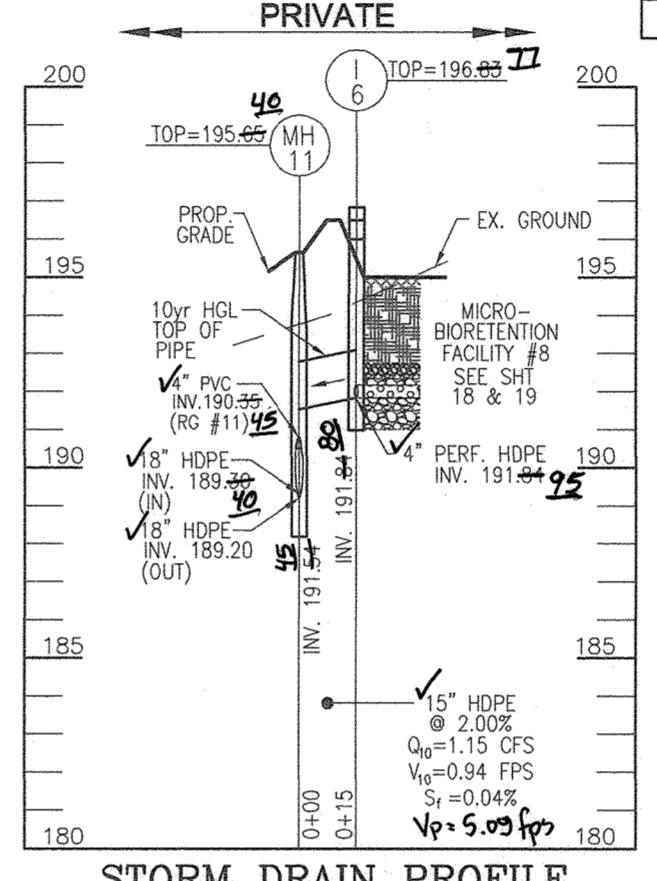 PRIVATE
200
200
I
6
TOP=196.83 77
40
TOP=195.65
MH
11
PROP.
GRADE
EX. GROUND
195
195
10yr HGL
TOP OF
PIPE
MICRO-
BIORETENTION
FACILITY #8
SEE SHT
18 & 19
4" PVC
INV.190.35
(RG #11) 45
80
INV. 191.84
4" PERF. HDPE
INV. 191.84 95
190
190
18" HDPE
INV. 189.30
(IN) 40
18" HDPE
INV. 189.20
(OUT)
45
INV. 191.54
185
185
15" HDPE
@ 2.00%
Q10=1.15 CFS
V10=0.94 FPS
Sf =0.04%
Vp= 5.09 fps
0+00
0+15
180
180
STORM DRAIN PROFILE